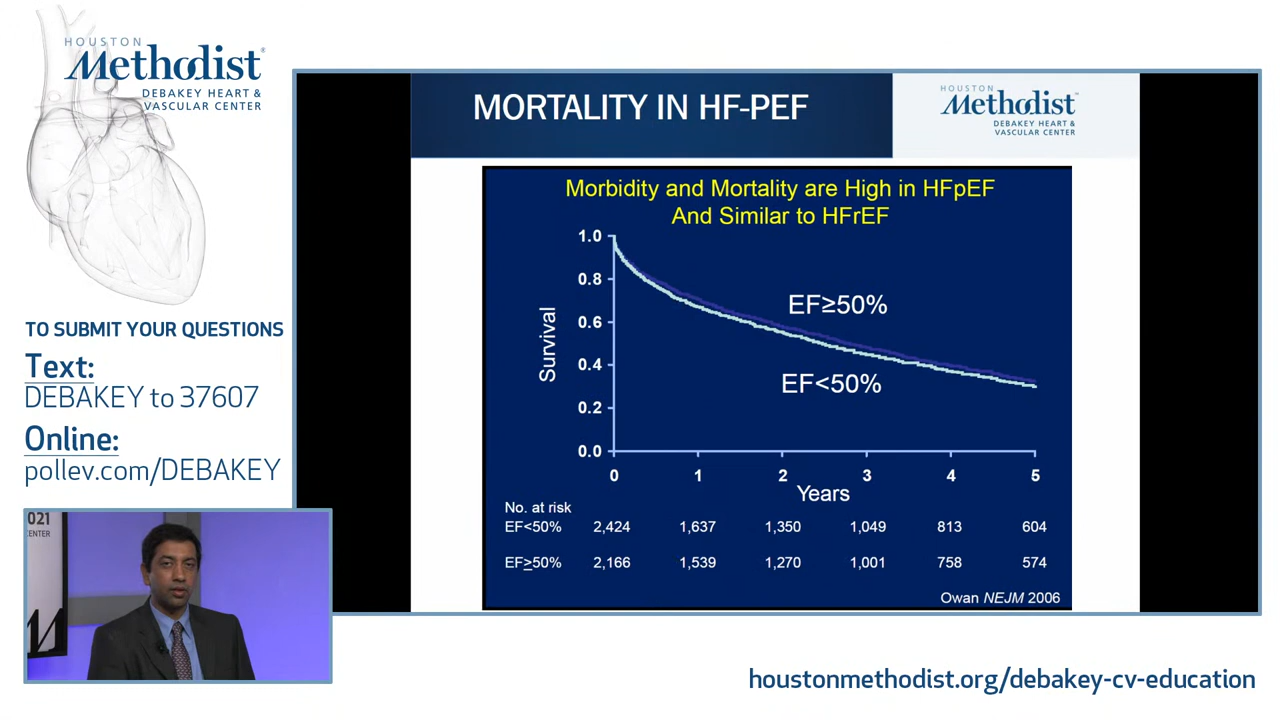 HOUSTON
Methodist®
DEBAKEY HEART &
VASCULAR CENTER
TO SUBMIT YOUR QUESTIONS
Text:
DEBAKEY to 37607
Online:
pollev.com/DEBAKEY
021
ENTER
MORTALITY IN HF-PEF
HOUSTON
Methodist
DEBAKEY HEART &
VASCULAR CENTER
Morbidity and Mortality are High in HFpEF
And Similar to HFrEF
1.0
0.8
0.6
0.4
0.2
0.0
Survival
EF≥50%
EF<50%
0 1 2 3 4 5
Years
No. at risk
EF<50% 2,424 1,637 1,350 1,049 813 604
EF≥50% 2,166 1,539 1,270 1,001 758 574
Owan NEJM 2006
houstonmethodist.org/debakey-cv-education